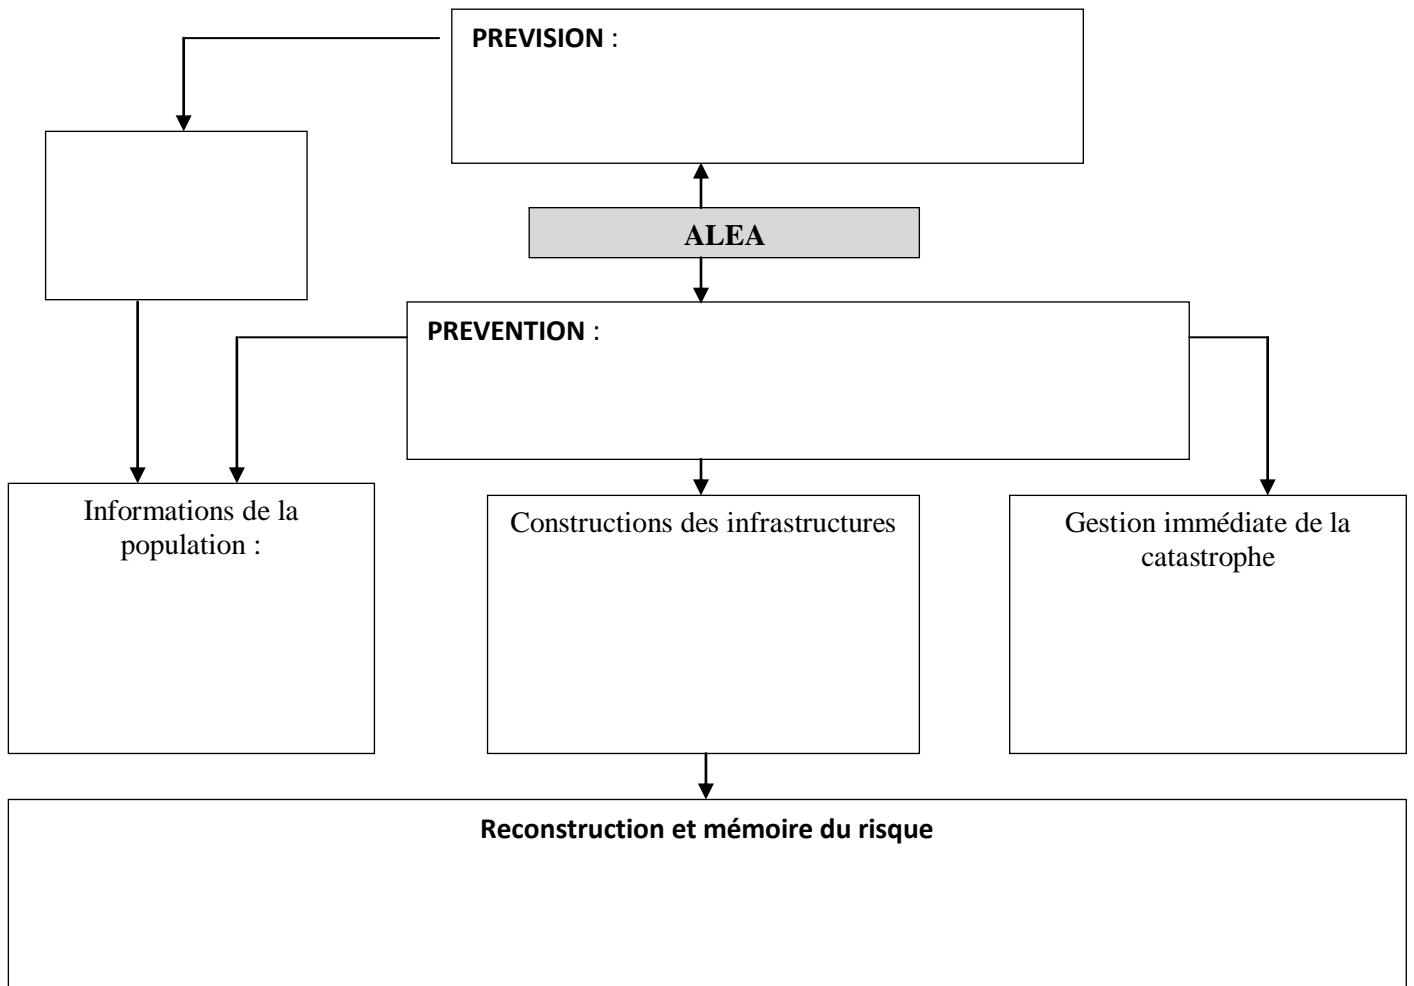 PREVISION :
ALEA
PREVENTION :
Informations de la
population :
Constructions des infrastructures
Gestion immédiate de la
catastrophe
Reconstruction et mémoire du risque